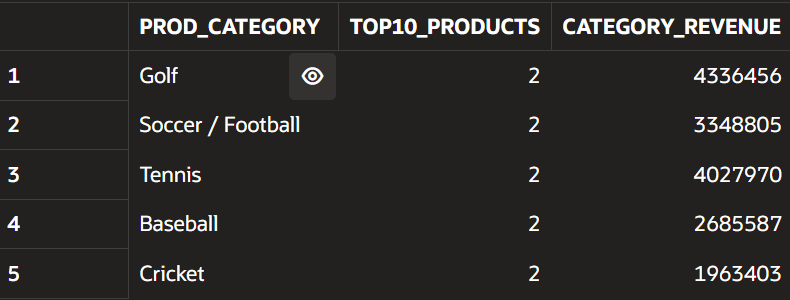 PROD_CATEGORY TOP10_PRODUCTS CATEGORY_REVENUE
1 Golf 2 4336456
2 Soccer / Football 2 3348805
3 Tennis 2 4027970
4 Baseball 2 2685587
5 Cricket 2 1963403